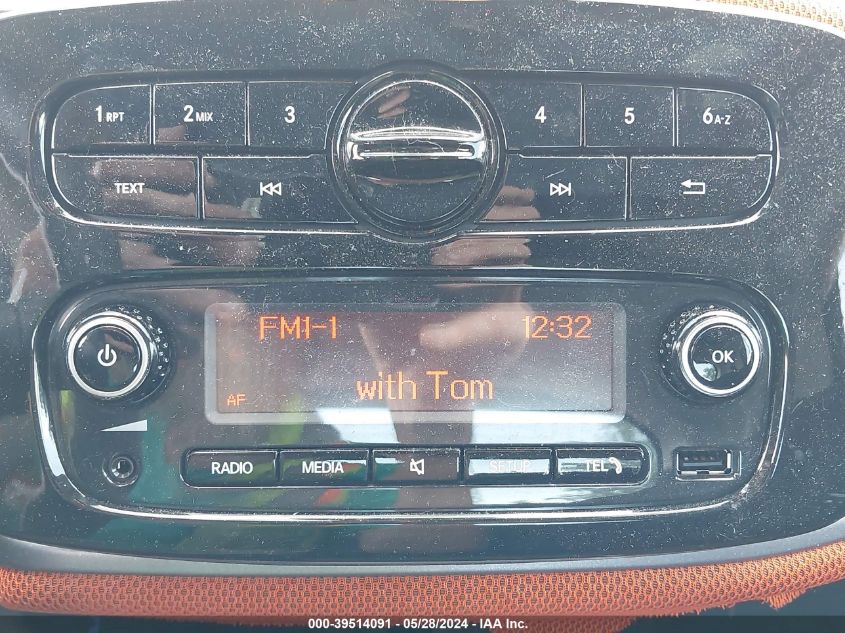 1 RPT 2 MIX 3 4 5 6 A-Z
TEXT
FM1-1 12:32
OK
with Tom
AF
RADIO MEDIA SETUP TEL
000-39514091 - 05/28/2024 - IAA Inc.